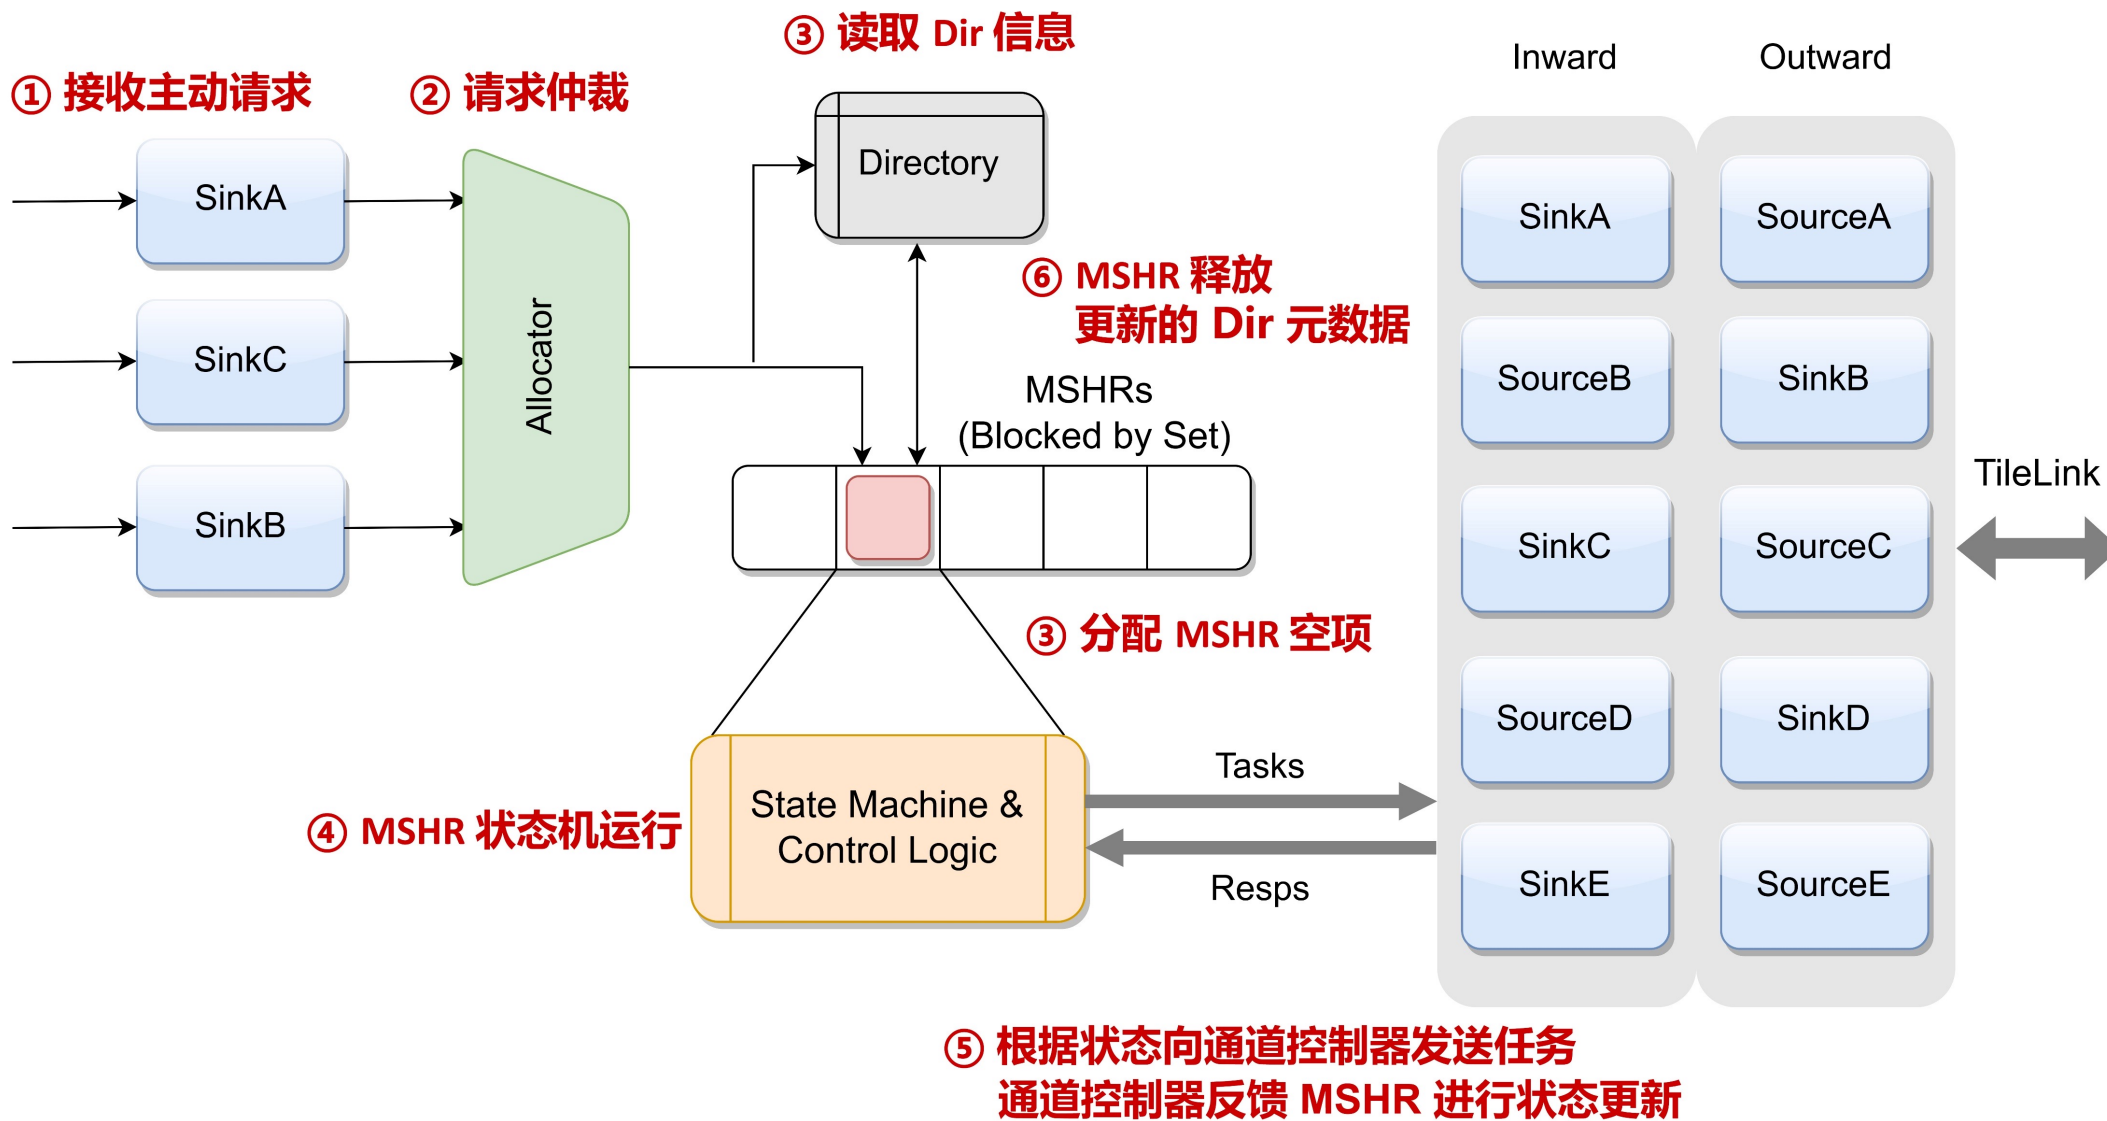 ① 接收主动请求
② 请求仲裁
③ 读取 Dir 信息
Inward
Outward
SinkA
SinkC
SinkB
Allocator
Directory
⑥ MSHR 释放
更新的 Dir 元数据
MSHRs
(Blocked by Set)
③ 分配 MSHR 空项
④ MSHR 状态机运行
State Machine &
Control Logic
Tasks
Resps
SinkA
SourceA
SourceB
SinkB
SinkC
SourceC
SourceD
SinkD
SinkE
SourceE
TileLink
⑤ 根据状态向通道控制器发送任务
通道控制器反馈 MSHR 进行状态更新